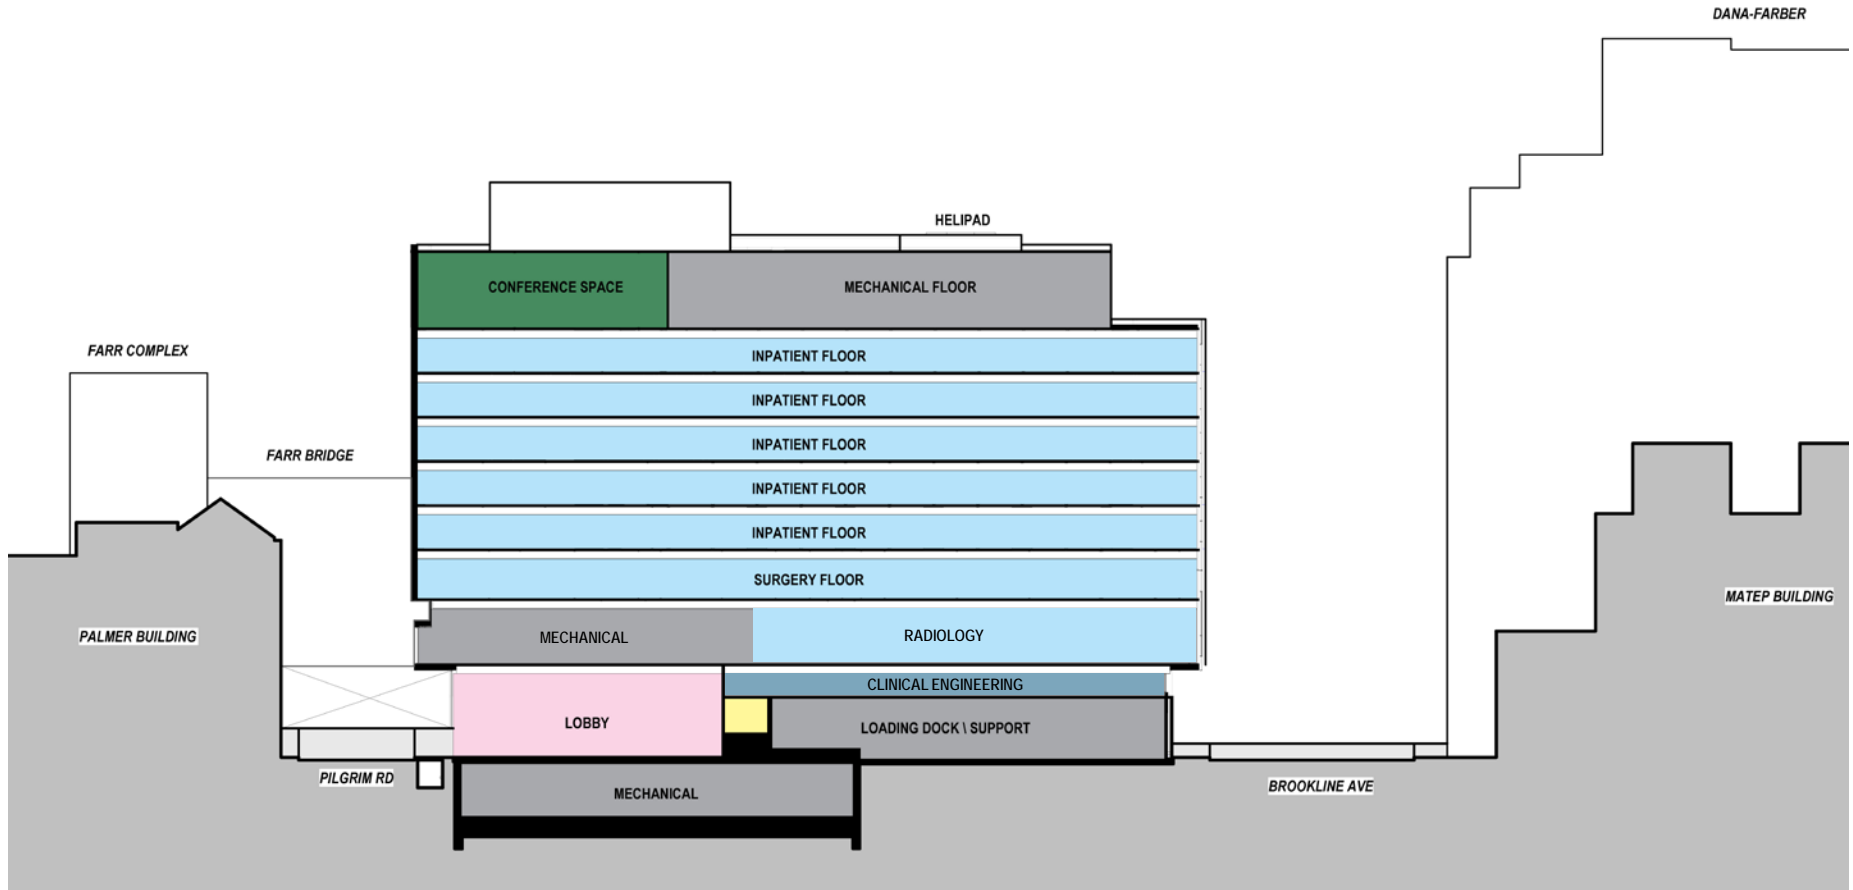 DANA-FARBER
HELIPAD
CONFERENCE SPACE
MECHANICAL FLOOR
FARR COMPLEX
INPATIENT FLOOR
INPATIENT FLOOR
INPATIENT FLOOR
FARR BRIDGE
INPATIENT FLOOR
INPATIENT FLOOR
SURGERY FLOOR
MATEP BUILDING
PALMER BUILDING
MECHANICAL
RADIOLOGY
CLINICAL ENGINEERING
LOBBY
LOADING DOCK \ SUPPORT
PILGRIM RD
BROOKLINE AVE
MECHANICAL